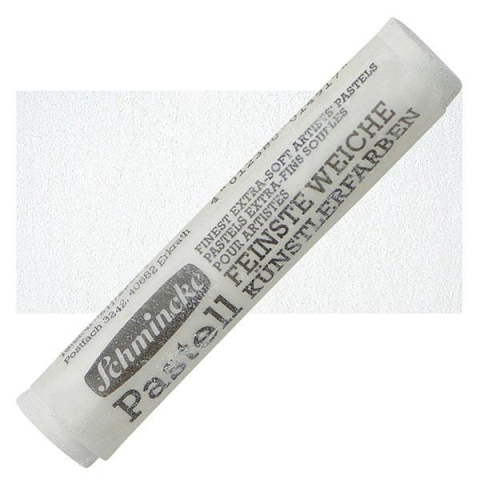 FINEST EXTRA-SOFT ARTISTS' PASTELS
PASTELS EXTRA-FINS SOUFLES
POUR ARTISTES
FEINSTE WEICHE
KÜNSTLERFARBEN
Schmincke
Pastell
Postfach 3242, 40682 Erkrath